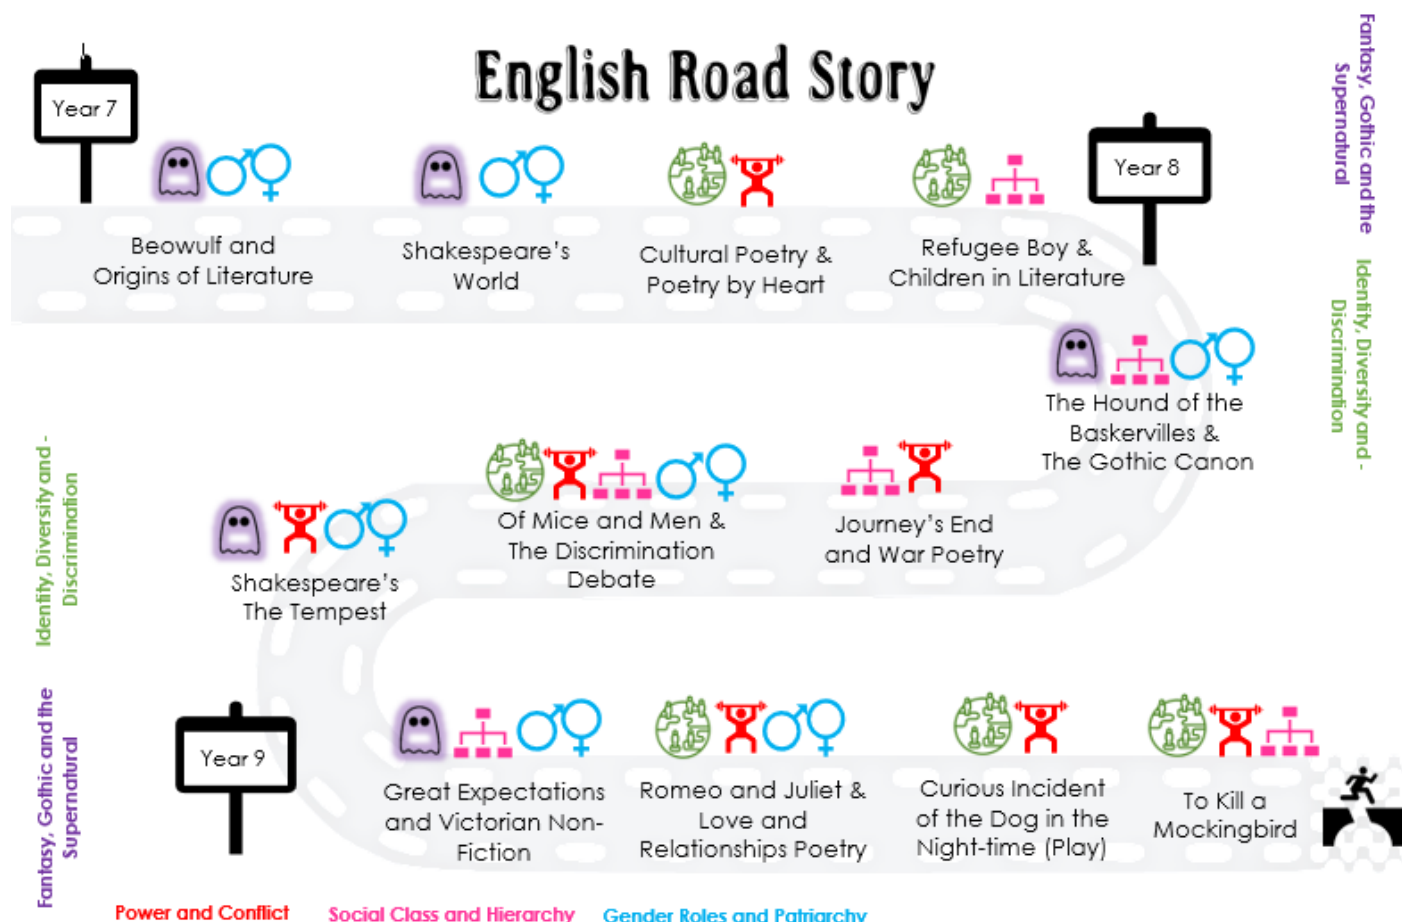 English Road Story
Year 7
Year 8
Beowulf and
Origins of Literature
Shakespeare's
World
Cultural Poetry &
Poetry by Heart
Refugee Boy &
Children in Literature
Fantasy, Gothic and the
Supernatural
Identity, Diversity and -
Discrimination
The Hound of the
Baskervilles &
The Gothic Canon
Journey's End
and War Poetry
Of Mice and Men &
The Discrimination
Debate
Shakespeare's
The Tempest
Identity, Diversity and -
Discrimination
Fantasy, Gothic and the
Supernatural
Year 9
Great Expectations
and Victorian Non-
Fiction
Romeo and Juliet &
Love and
Relationships Poetry
Curious Incident
of the Dog in the
Night-time (Play)
To Kill a
Mockingbird
Power and Conflict
Social Class and Hierarchy
Gender Roles and Patriarchy